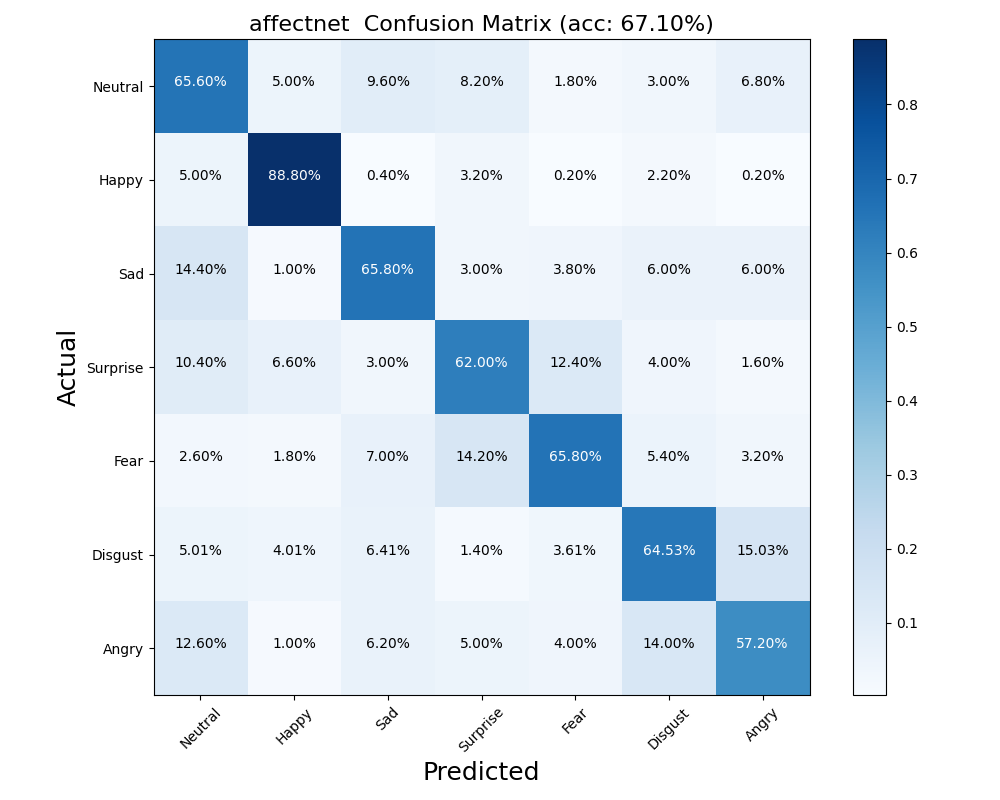 affectnet Confusion Matrix (acc: 67.10%)
Actual
Neutral 65.60% 5.00% 9.60% 8.20% 1.80% 3.00% 6.80%
Happy 5.00% 88.80% 0.40% 3.20% 0.20% 2.20% 0.20%
Sad 14.40% 1.00% 65.80% 3.00% 3.80% 6.00% 6.00%
Surprise 10.40% 6.60% 3.00% 62.00% 12.40% 4.00% 1.60%
Fear 2.60% 1.80% 7.00% 14.20% 65.80% 5.40% 3.20%
Disgust 5.01% 4.01% 6.41% 1.40% 3.61% 64.53% 15.03%
Angry 12.60% 1.00% 6.20% 5.00% 4.00% 14.00% 57.20%
Neutral Happy Sad Surprise Fear Disgust Angry
Predicted
0.8
0.7
0.6
0.5
0.4
0.3
0.2
0.1